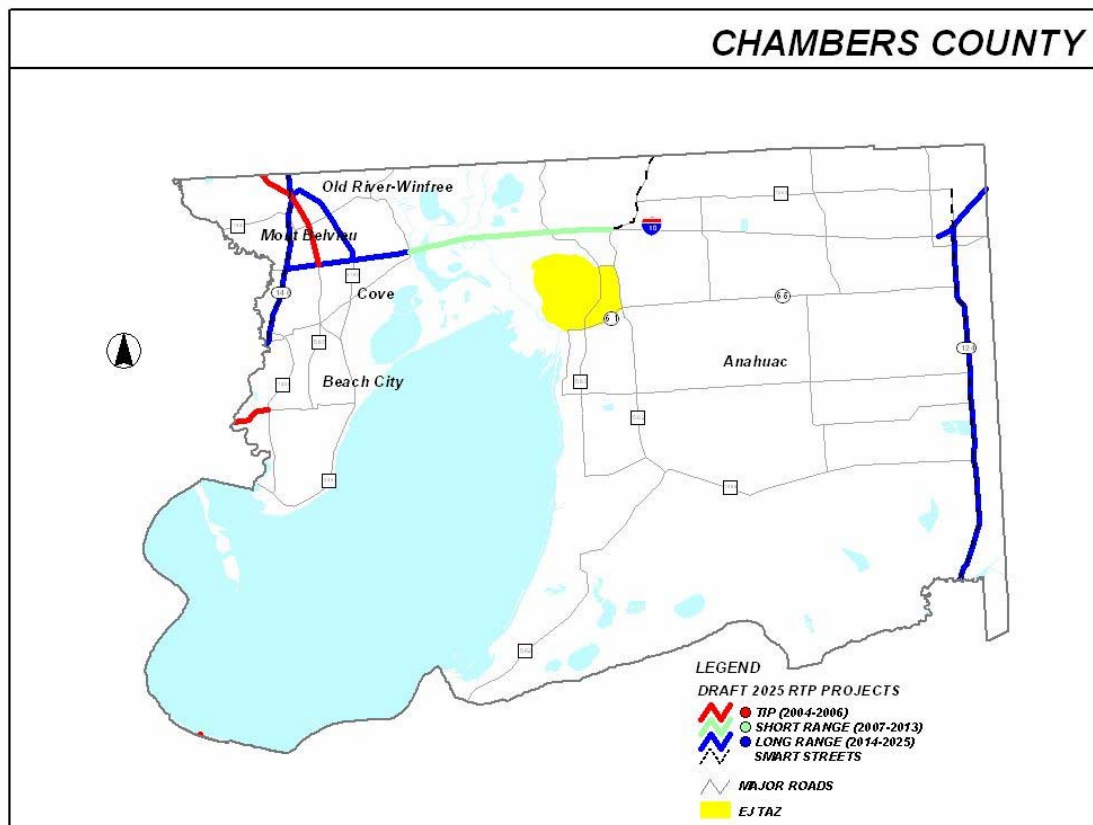 CHAMBERS COUNTY
Old River-Winfree
Mont Belvieu
10
Cove
65
61
Anahuac
124
Beach City
LEGEND
DRAFT 2025 RTP PROJECTS
TIP (2004-2006)
SHORT RANGE (2007-2013)
LONG RANGE (2014-2025)
SMART STREETS
MAJOR ROADS
EJ TAZ